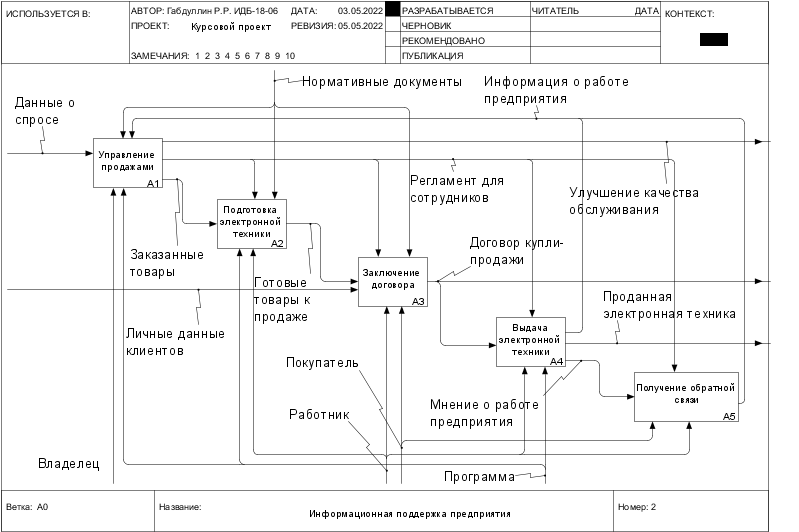 ИСПОЛЬЗУЕТСЯ В:
АВТОР: Габдуллин Р.Р. ИДБ-18-06
ДАТА: 03.05.2022
РАЗРАБАТЫВАЕТСЯ
ЧИТАТЕЛЬ
ДАТА
КОНТЕКСТ:
ПРОЕКТ: Курсовой проект
РЕВИЗИЯ: 05.05.2022
ЧЕРНОВИК
РЕКОМЕНДОВАНО
ЗАМЕЧАНИЯ: 1 2 3 4 5 6 7 8 9 10
ПУБЛИКАЦИЯ
Нормативные документы
Информация о работе
предприятия
Данные о
спросе
Управление
продажами
A1
Регламент для
сотрудников
Улучшение качества
обслуживания
Подготовка
электронной
техники
A2
Заказанные
товары
Договор купли-
продажи
Заключение
договора
A3
Готовые
товары к
продаже
Проданная
электронная техника
Личные данные
клиентов
Выдача
электронной
техники
A4
Покупатель
Получение обратной
связи
A5
Мнение о работе
предприятия
Работник
Владелец
Программа
Ветка: A0
Название:
Информационная поддержка предприятия
Номер: 2